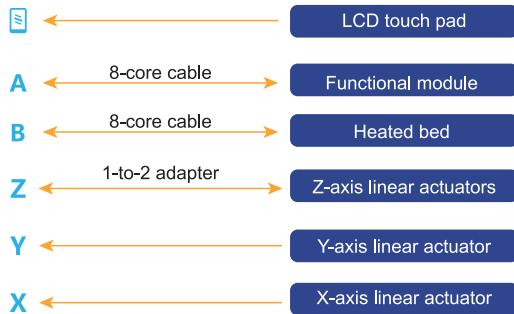 LCD touch pad
A 8-core cable Functional module
B 8-core cable Heated bed
Z 1-to-2 adapter Z-axis linear actuators
Y Y-axis linear actuator
X X-axis linear actuator